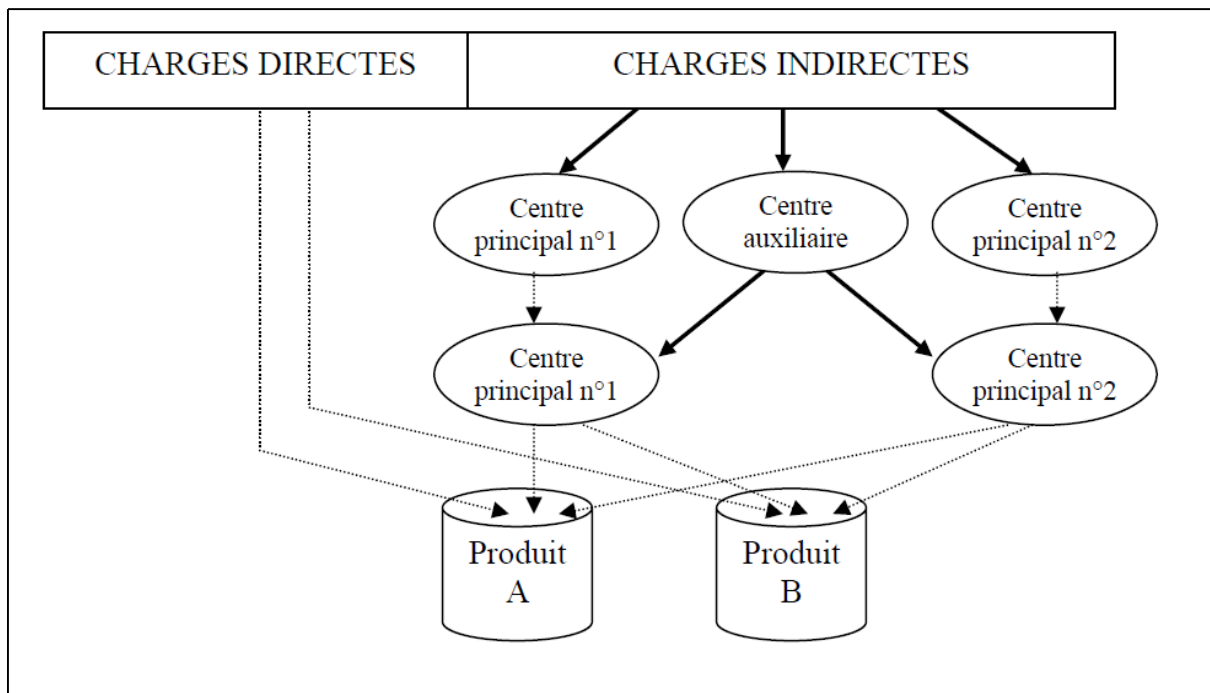 CHARGES DIRECTES
CHARGES INDIRECTES
Centre
principal n°1
Centre
auxiliaire
Centre
principal n°2
Centre
principal n°1
Centre
principal n°2
Produit
A
Produit
B